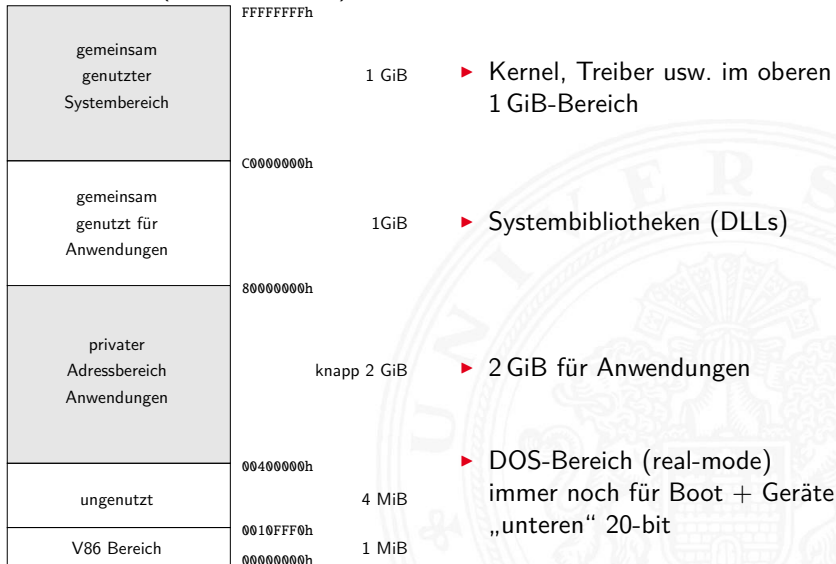 FFFFFFFFh
gemeinsam
genutzter
Systembereich
1 GiB
▶ Kernel, Treiber usw. im oberen
1 GiB-Bereich
C0000000h
gemeinsam
genutzt für
Anwendungen
1GiB
▶ Systembibliotheken (DLLs)
80000000h
privater
Adressbereich
Anwendungen
knapp 2 GiB
▶ 2 GiB für Anwendungen
00400000h
ungenutzt
4 MiB
▶ DOS-Bereich (real-mode)
immer noch für Boot + Geräte
„unteren“ 20-bit
0010FFF0h
V86 Bereich
1 MiB
00000000h
UNIVERS